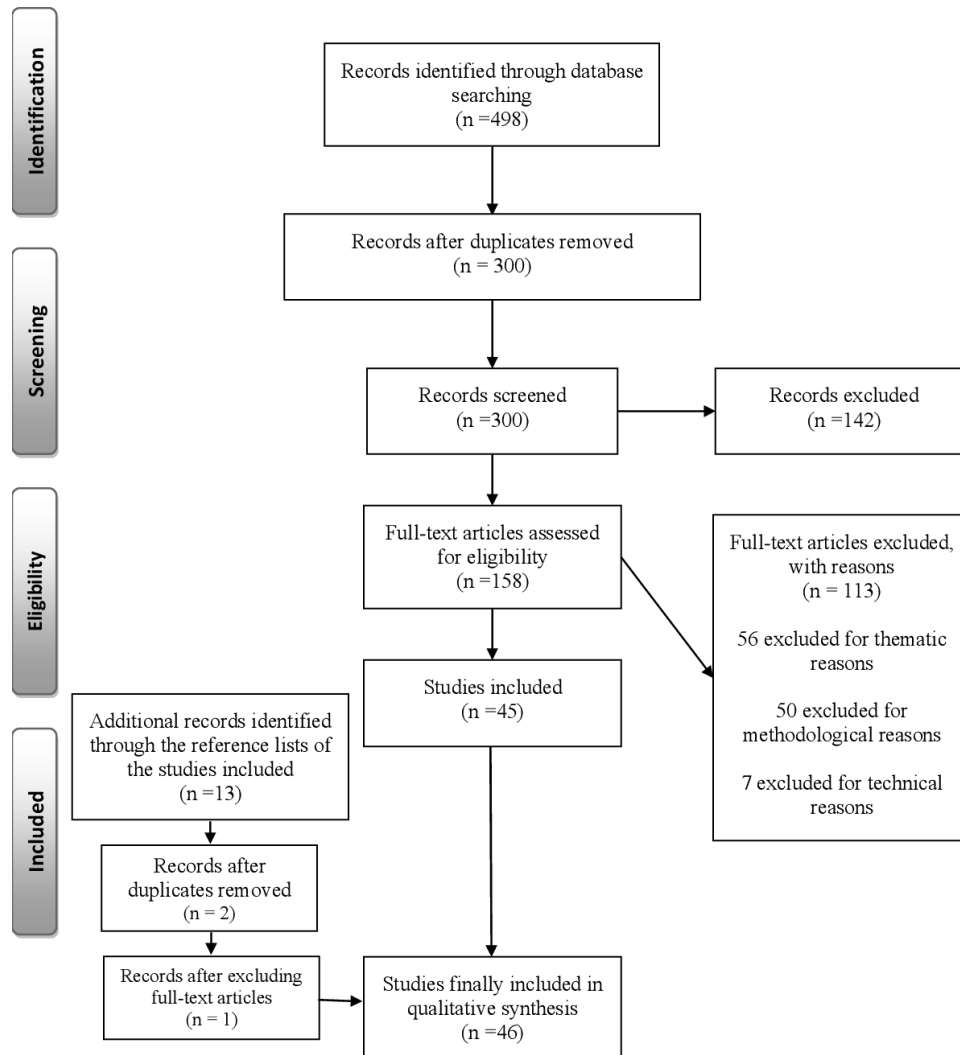 Identification
Records identified through database
searching
(n =498)
Records after duplicates removed
(n = 300)
Screening
Records screened
(n =300)
Records excluded
(n =142)
Eligibility
Full-text articles assessed
for eligibility
(n =158)
Full-text articles excluded,
with reasons
(n = 113)
56 excluded for thematic
reasons
50 excluded for
methodological reasons
7 excluded for technical
reasons
Studies included
(n =45)
Included
Additional records identified
through the reference lists of
the studies included
(n =13)
Records after
duplicates removed
(n = 2)
Records after excluding
full-text articles
(n = 1)
Studies finally included in
qualitative synthesis
(n =46)